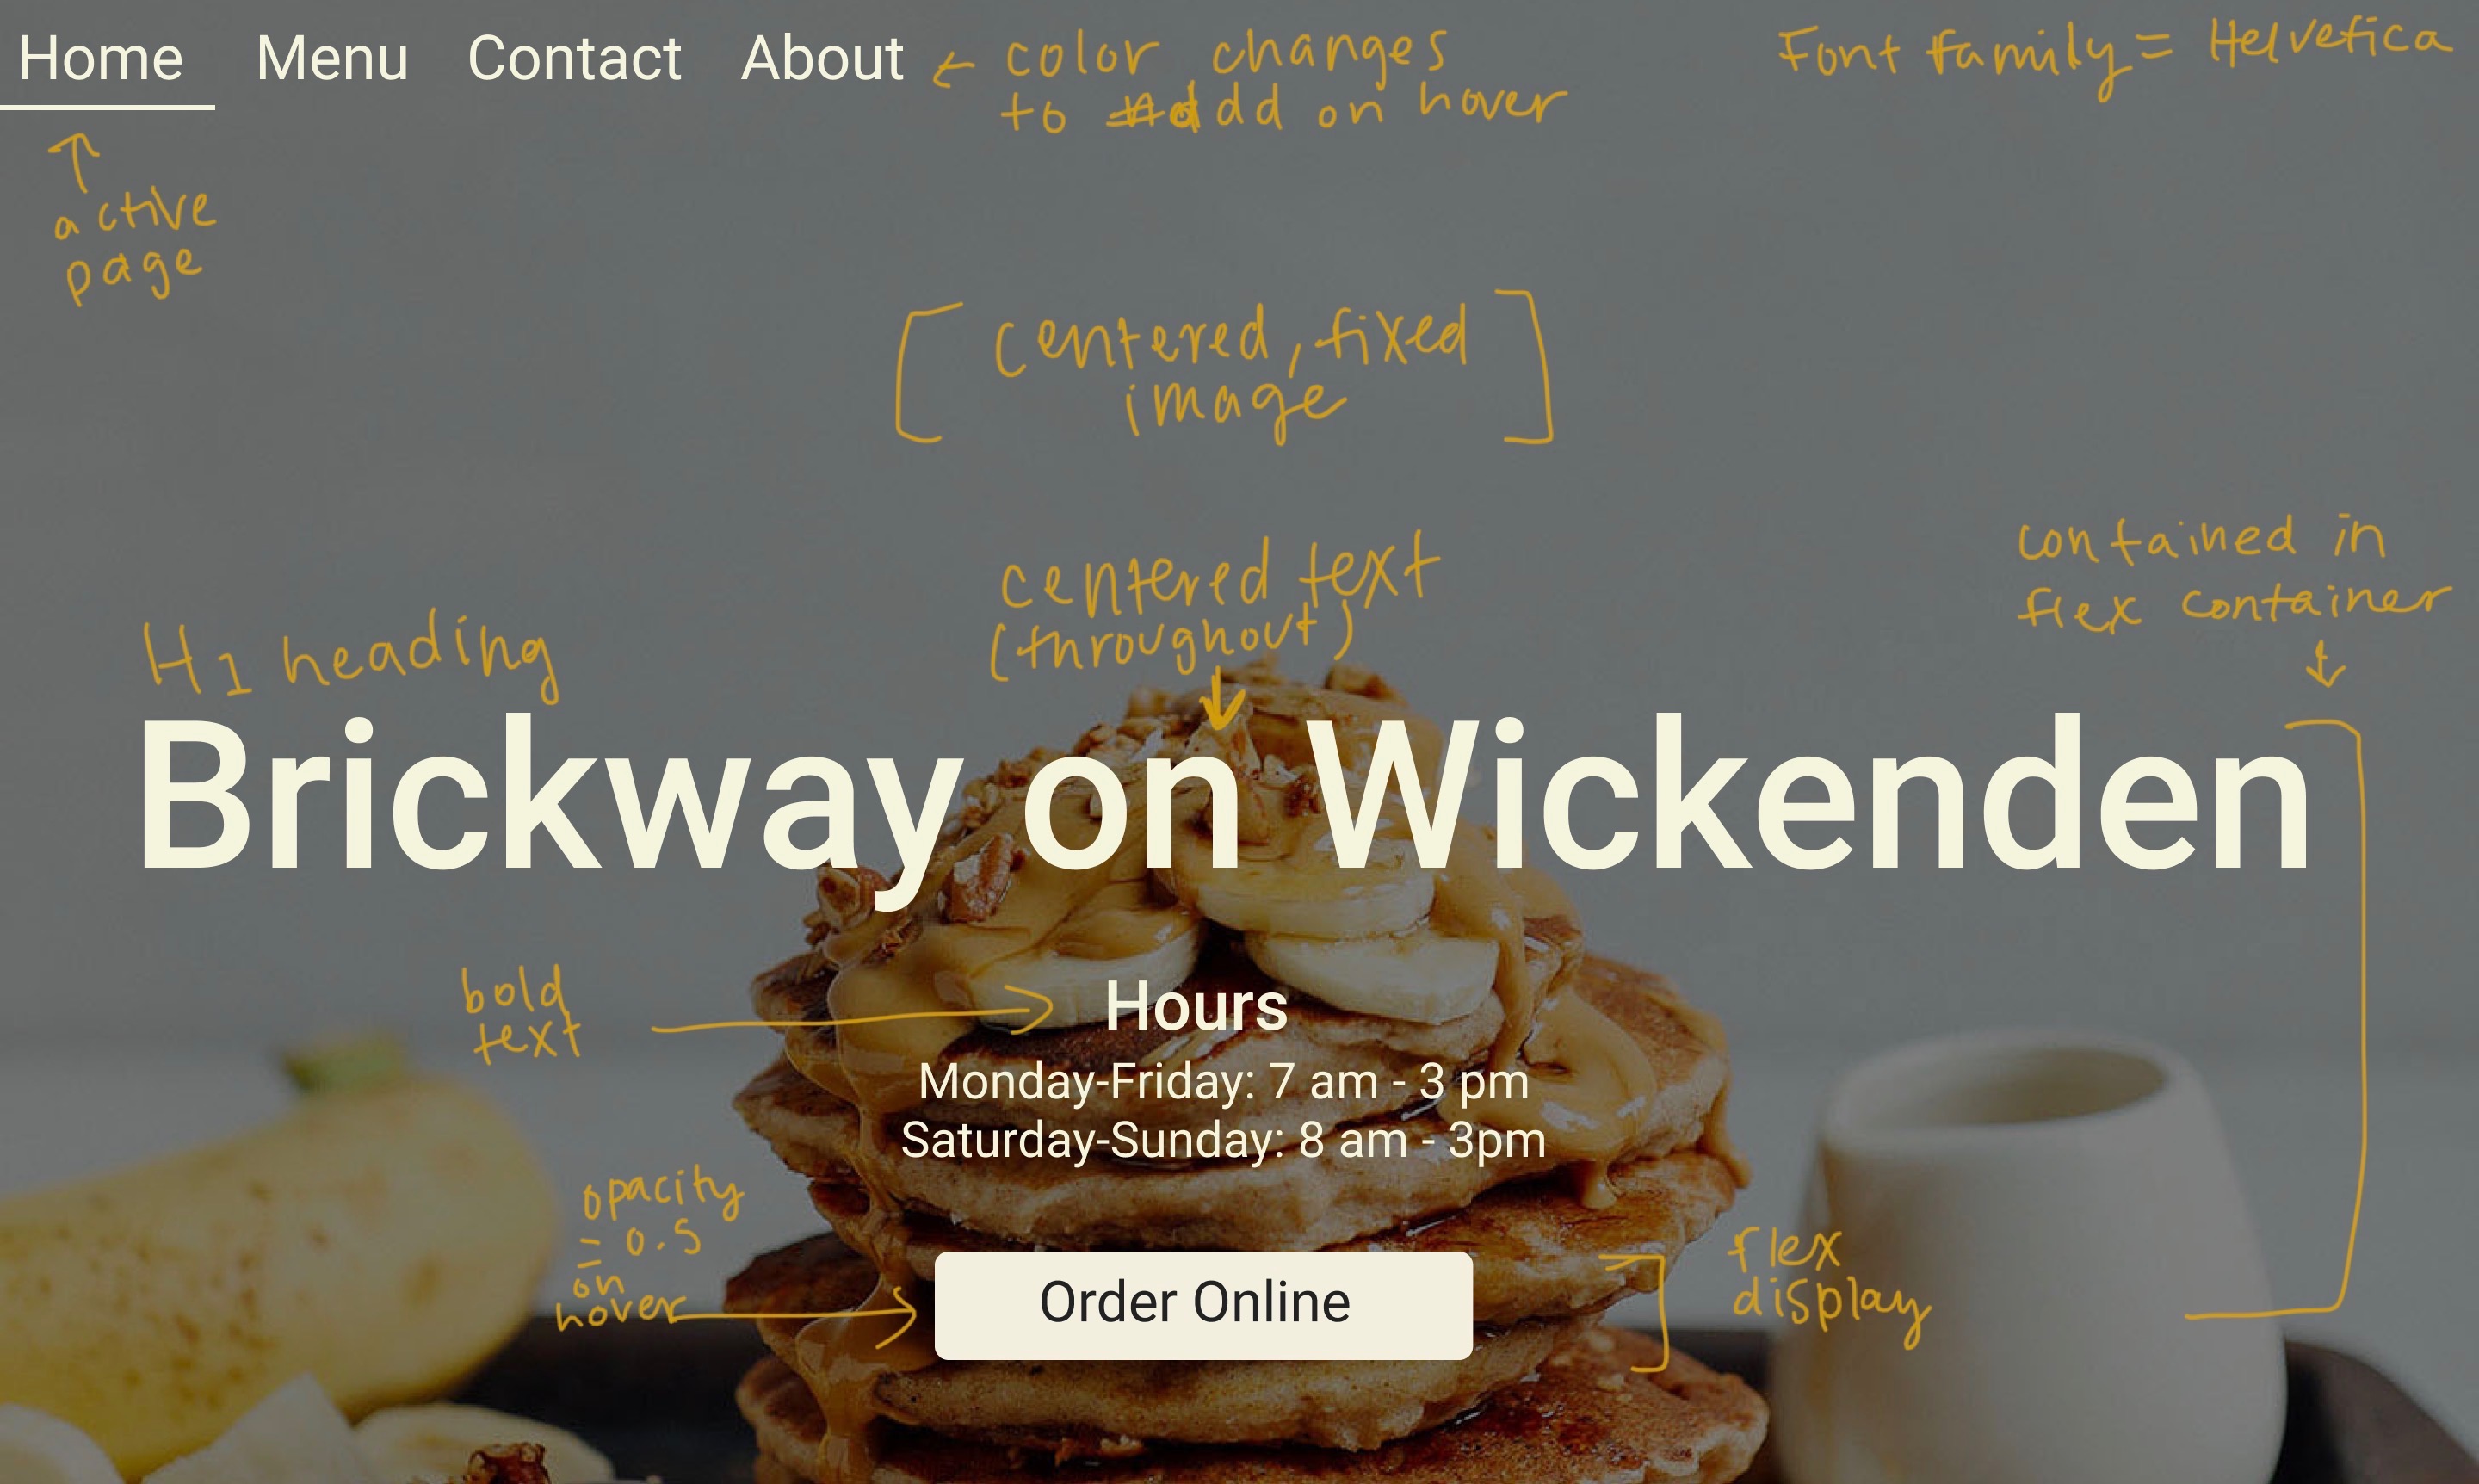 Home Menu Contact About
← color changes
to ddd on hover
Font family = Helvetica
active
page
[centered, fixed
image]
centered text
(throughout)
contained in
flex container
H1 heading
Brickway on Wickenden
bold
text
Hours
Monday-Friday: 7 am - 3 pm
Saturday-Sunday: 8 am - 3pm
opacity
= 0.5
on
hover
Order Online
flex
display